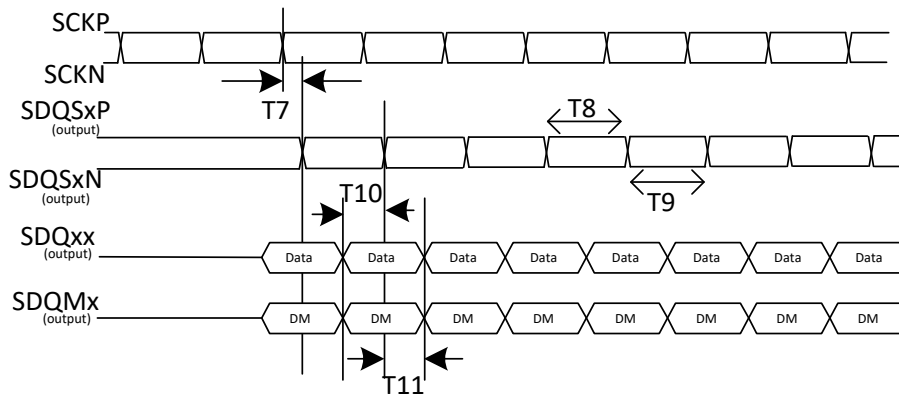 SCKP
SCKN
T7
SDQSxP
(output)
T8
SDQSxN
(output)
T10
T9
SDQxx
(output)
Data Data Data Data Data Data Data Data
SDQMx
(output)
DM DM DM DM DM DM DM DM
T11